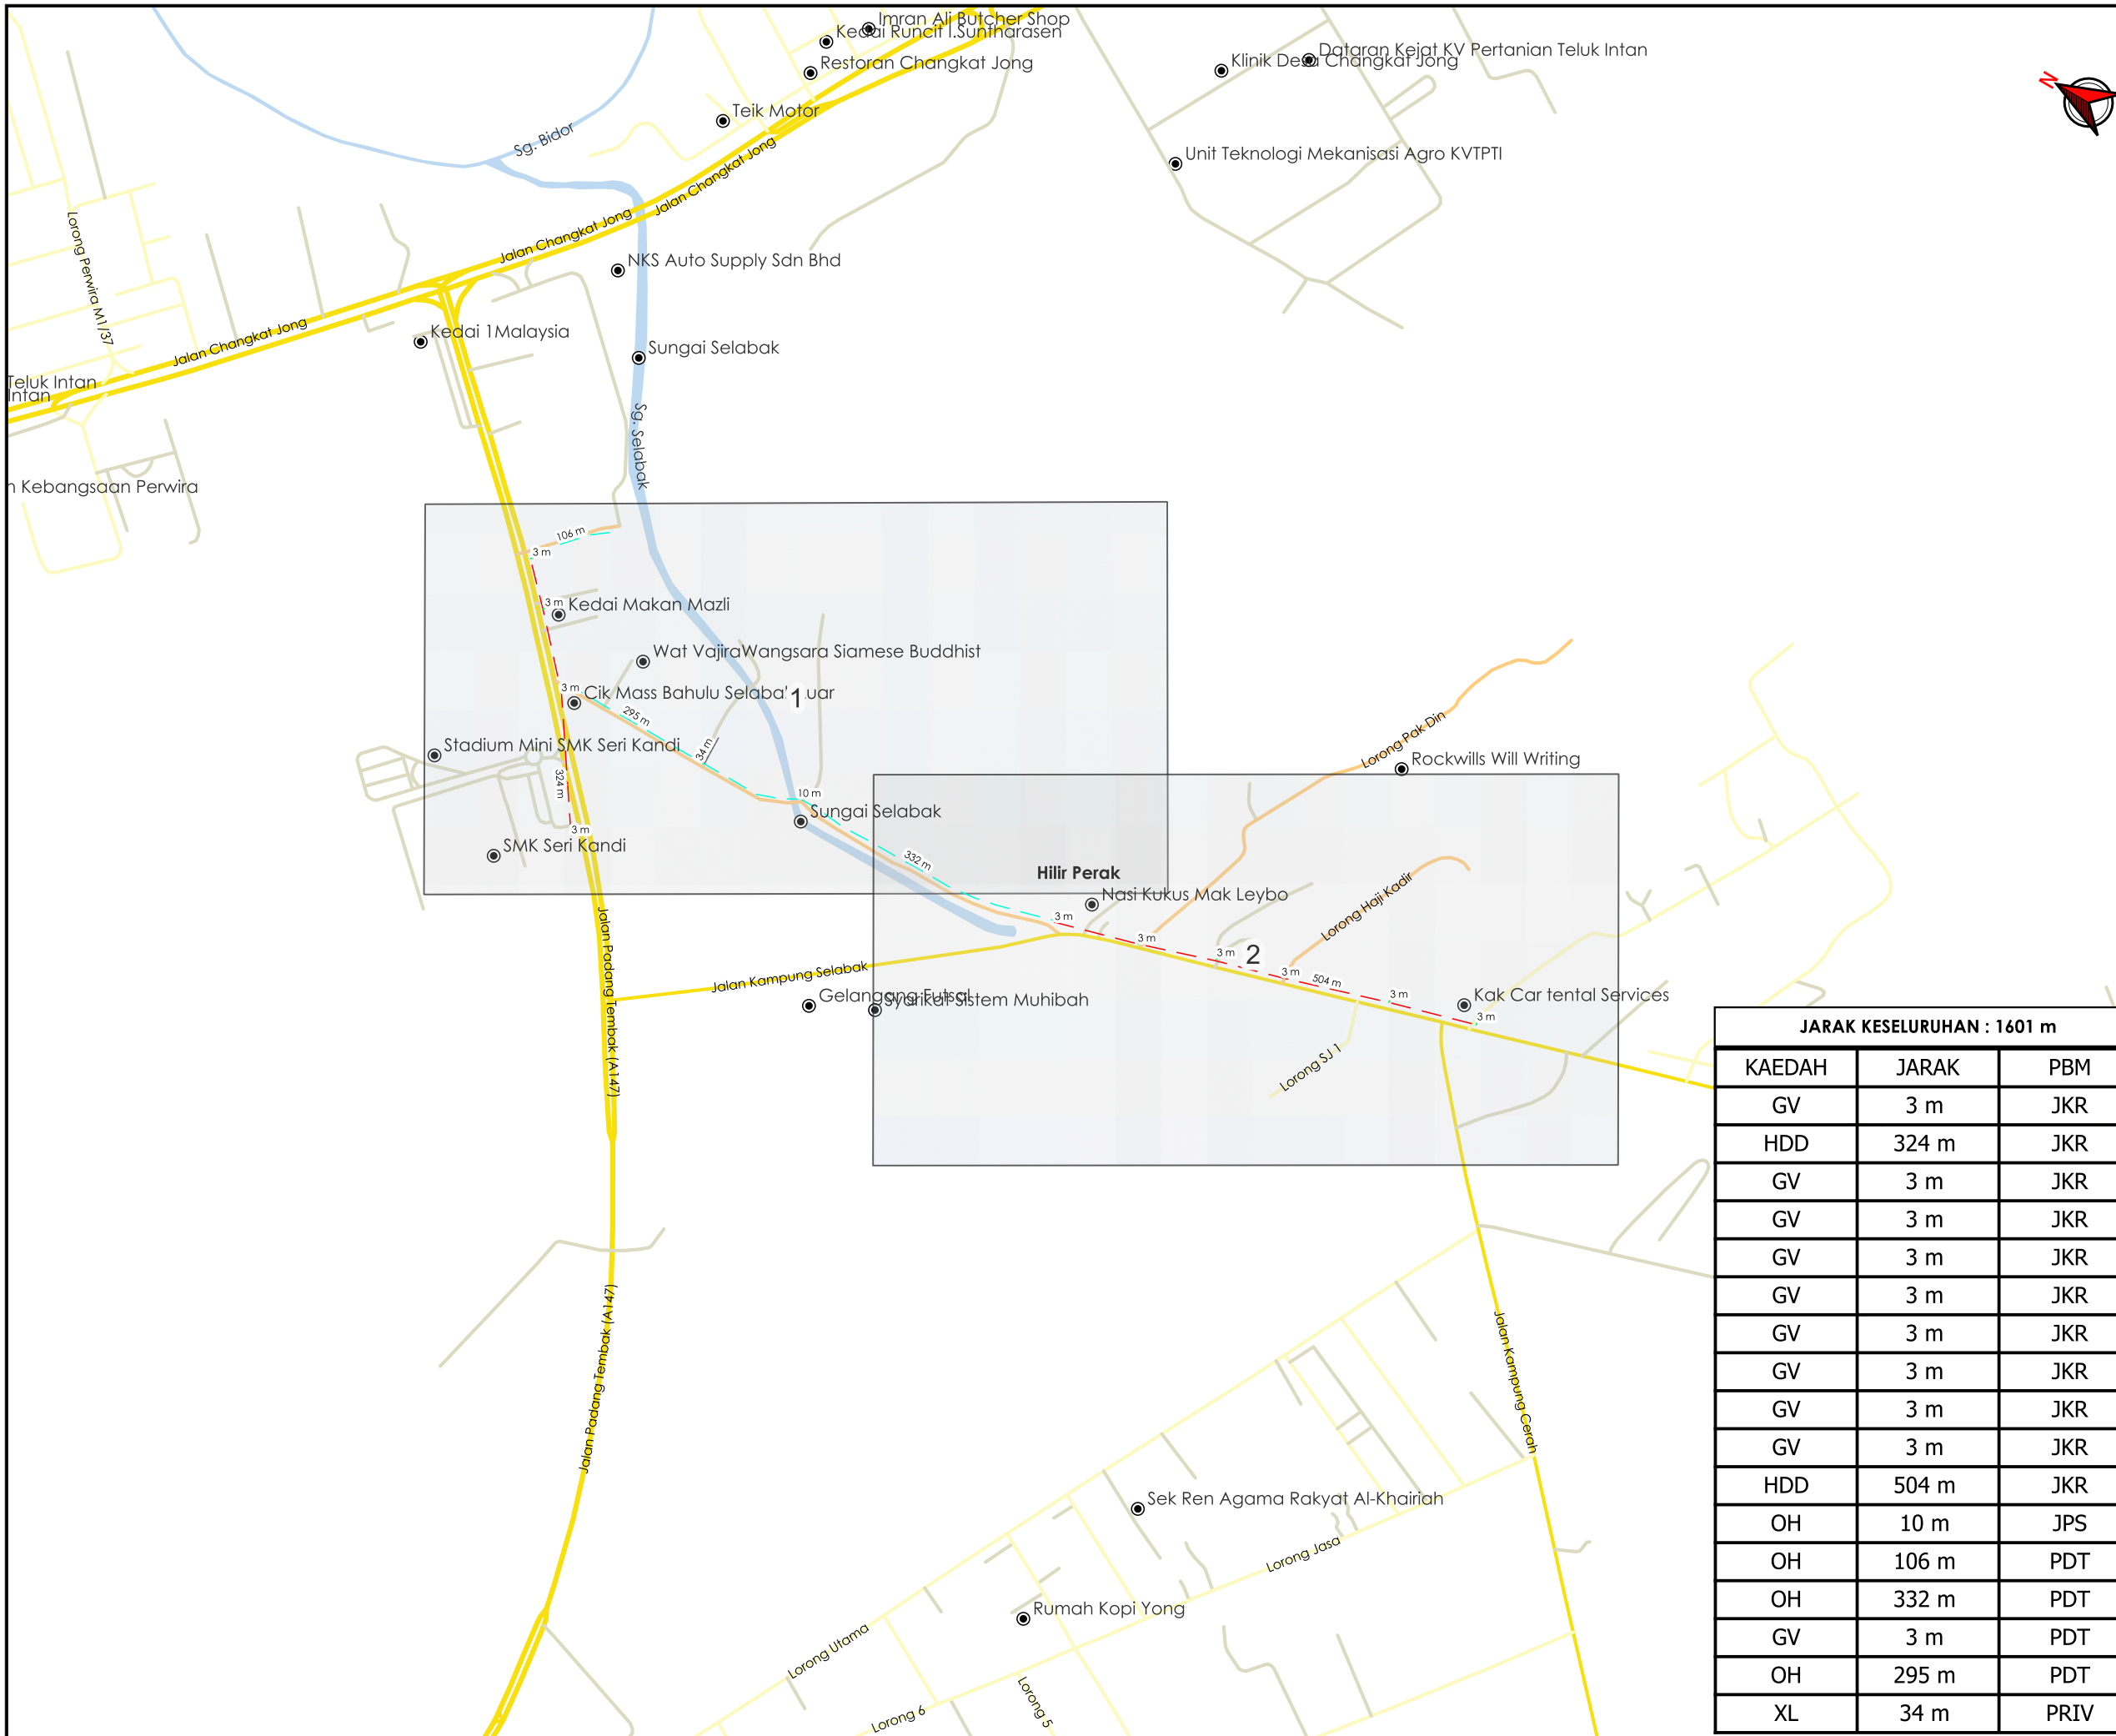 Imran Ali Butcher Shop
Kedai Runcit I.Suntharasen
Restoran Changkat Jong
Dataran Kejat KV Pertanian Teluk Intan
Klinik Desa Changkat Jong
N
Teik Motor
Sg. Bidor
Jalan Changkat Jong
Unit Teknologi Mekanisasi Agro KVTPTI
Lorong Perwira M1/37
Jalan Changkat Jong
NKS Auto Supply Sdn Bhd
Jalan Changkat Jong
Kedai 1Malaysia
Sungai Selabak
Teluk Intan
Intan
Sg. Selabak
n Kebangsaan Perwira
106 m
3 m
3 m
Kedai Makan Mazli
Wat VajiraWangsara Siamese Buddhist
3 m
Cik Mass Bahulu Selabak Luar
1
295 m
34 m
Stadium Mini SMK Seri Kandi
324 m
Lorong Pak Din
Rockwills Will Writing
10 m
Sungai Selabak
3 m
SMK Seri Kandi
332 m
Hilir Perak
Nasi Kukus Mak Leybo
Lorong Haji Kadir
3 m
3 m
3 m
2
3 m
504 m
3 m
3 m
Jalan Padang Tembak (A147)
Jalan Kampung Selabak
Gelangang Futsal
Syarikat Sistem Muhibah
Kak Car tental Services
Lorong SJ 1
Jalan Padang Tembak (A147)
Jalan Kampung Cerah
Sek Ren Agama Rakyat Al-Khairiah
Lorong Jasa
Rumah Kopi Yong
Lorong Utama
Lorong 6
Lorong 5
JARAK KESELURUHAN : 1601 m
KAEDAH JARAK PBM
GV 3 m JKR
HDD 324 m JKR
GV 3 m JKR
GV 3 m JKR
GV 3 m JKR
GV 3 m JKR
GV 3 m JKR
GV 3 m JKR
GV 3 m JKR
GV 3 m JKR
HDD 504 m JKR
OH 10 m JPS
OH 106 m PDT
OH 332 m PDT
GV 3 m PDT
OH 295 m PDT
XL 34 m PRIV